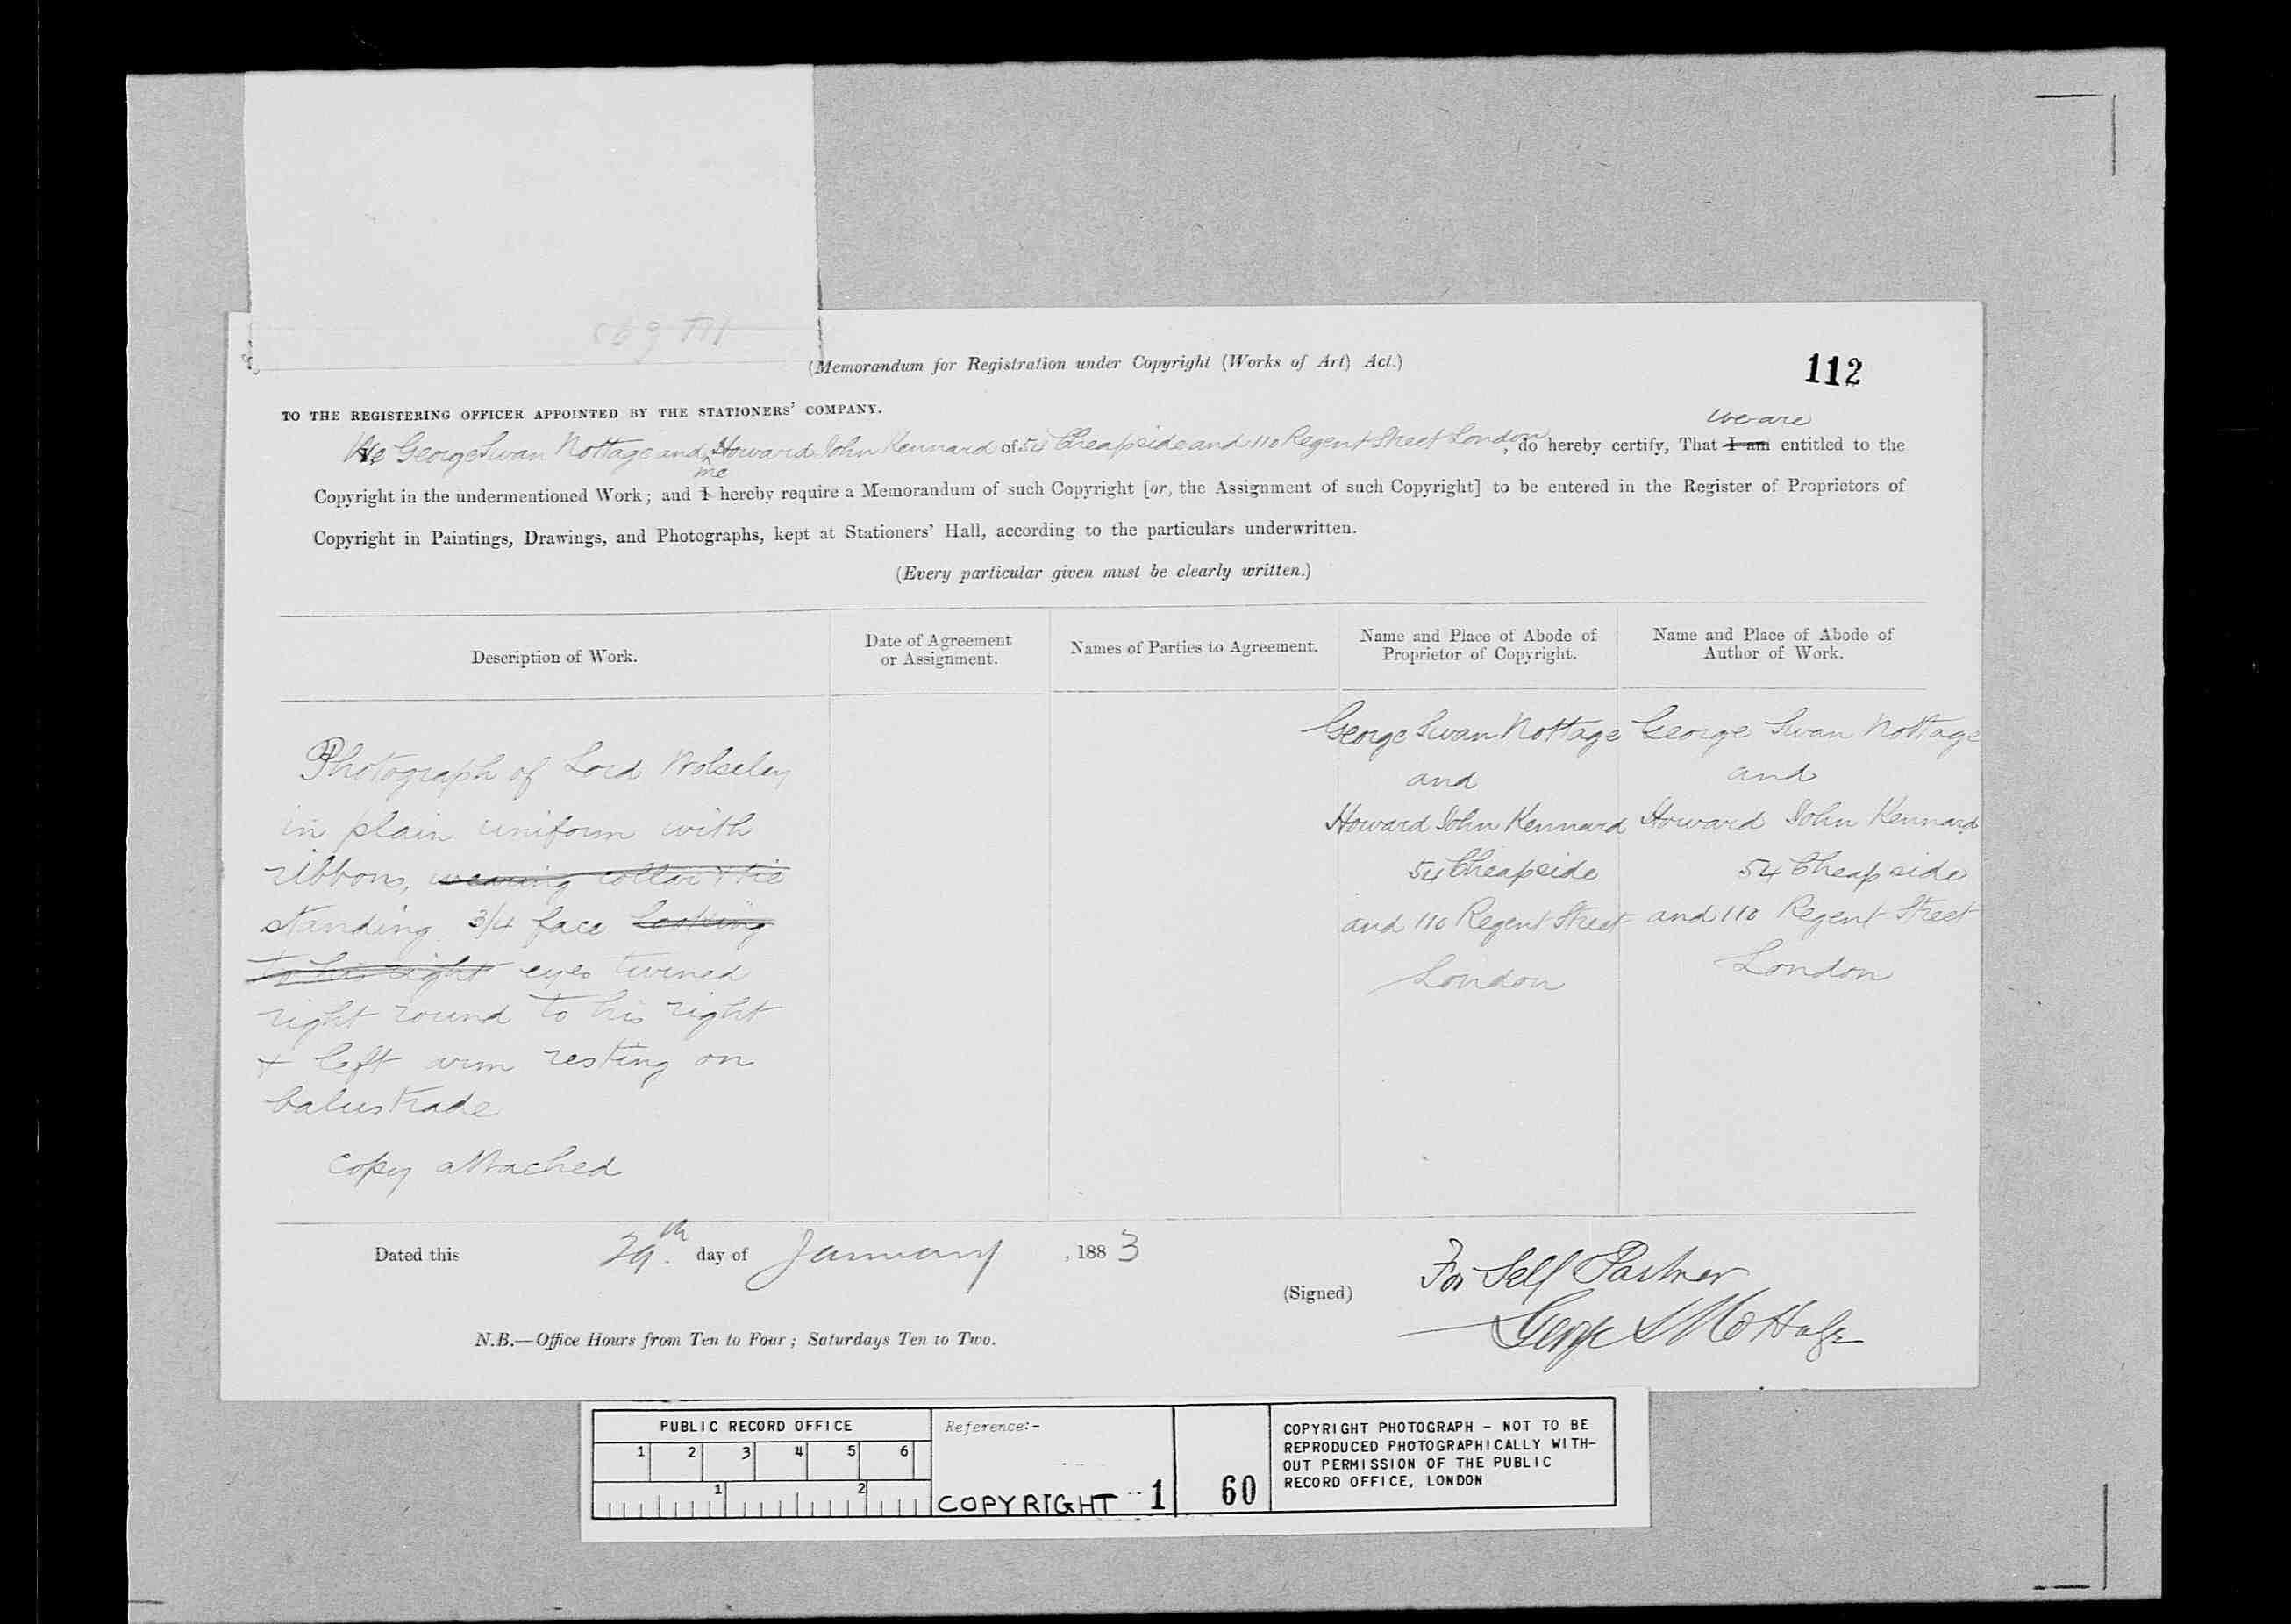 (Memorandum for Registration under Copyright (Works of Art) Act.)
112
TO THE REGISTERING OFFICER APPOINTED BY THE STATIONERS' COMPANY.
we are
We George Swan Nottage and Howard John Kennard of 54 Cheapside and 110 Regent Street London, do hereby certify, That I am entitled to the
Copyright in the undermentioned Work; and I hereby require a Memorandum of such Copyright [or, the Assignment of such Copyright] to be entered in the Register of Proprietors of
Copyright in Paintings, Drawings, and Photographs, kept at Stationers' Hall, according to the particulars underwritten.
(Every particular given must be clearly written.)
Description of Work.
Date of Agreement
or Assignment.
Names of Parties to Agreement.
Name and Place of Abode of
Proprietor of Copyright.
Name and Place of Abode of
Author of Work.
Photograph of Lord Wolseley
in plain uniform with
ribbons, wearing collar & tie
standing 3/4 face looking
to his right eyes turned
right round to his right
+ left arm resting on
balustrade
copy attached
George Swan Nottage
and
Howard John Kennard
54 Cheapside
and 110 Regent Street
London
George Swan Nottage
and
Howard John Kennard
54 Cheapside
and 110 Regent Street
London
Dated this 29th. day of January, 1883
(Signed)
For Self Partner
George S Nottage
N.B.—Office Hours from Ten to Four; Saturdays Ten to Two.
PUBLIC RECORD OFFICE
1 2 3 4 5 6
1 2
Reference:-
COPYRIGHT 1
60
COPYRIGHT PHOTOGRAPH - NOT TO BE
REPRODUCED PHOTOGRAPHICALLY WITH-
OUT PERMISSION OF THE PUBLIC
RECORD OFFICE, LONDON